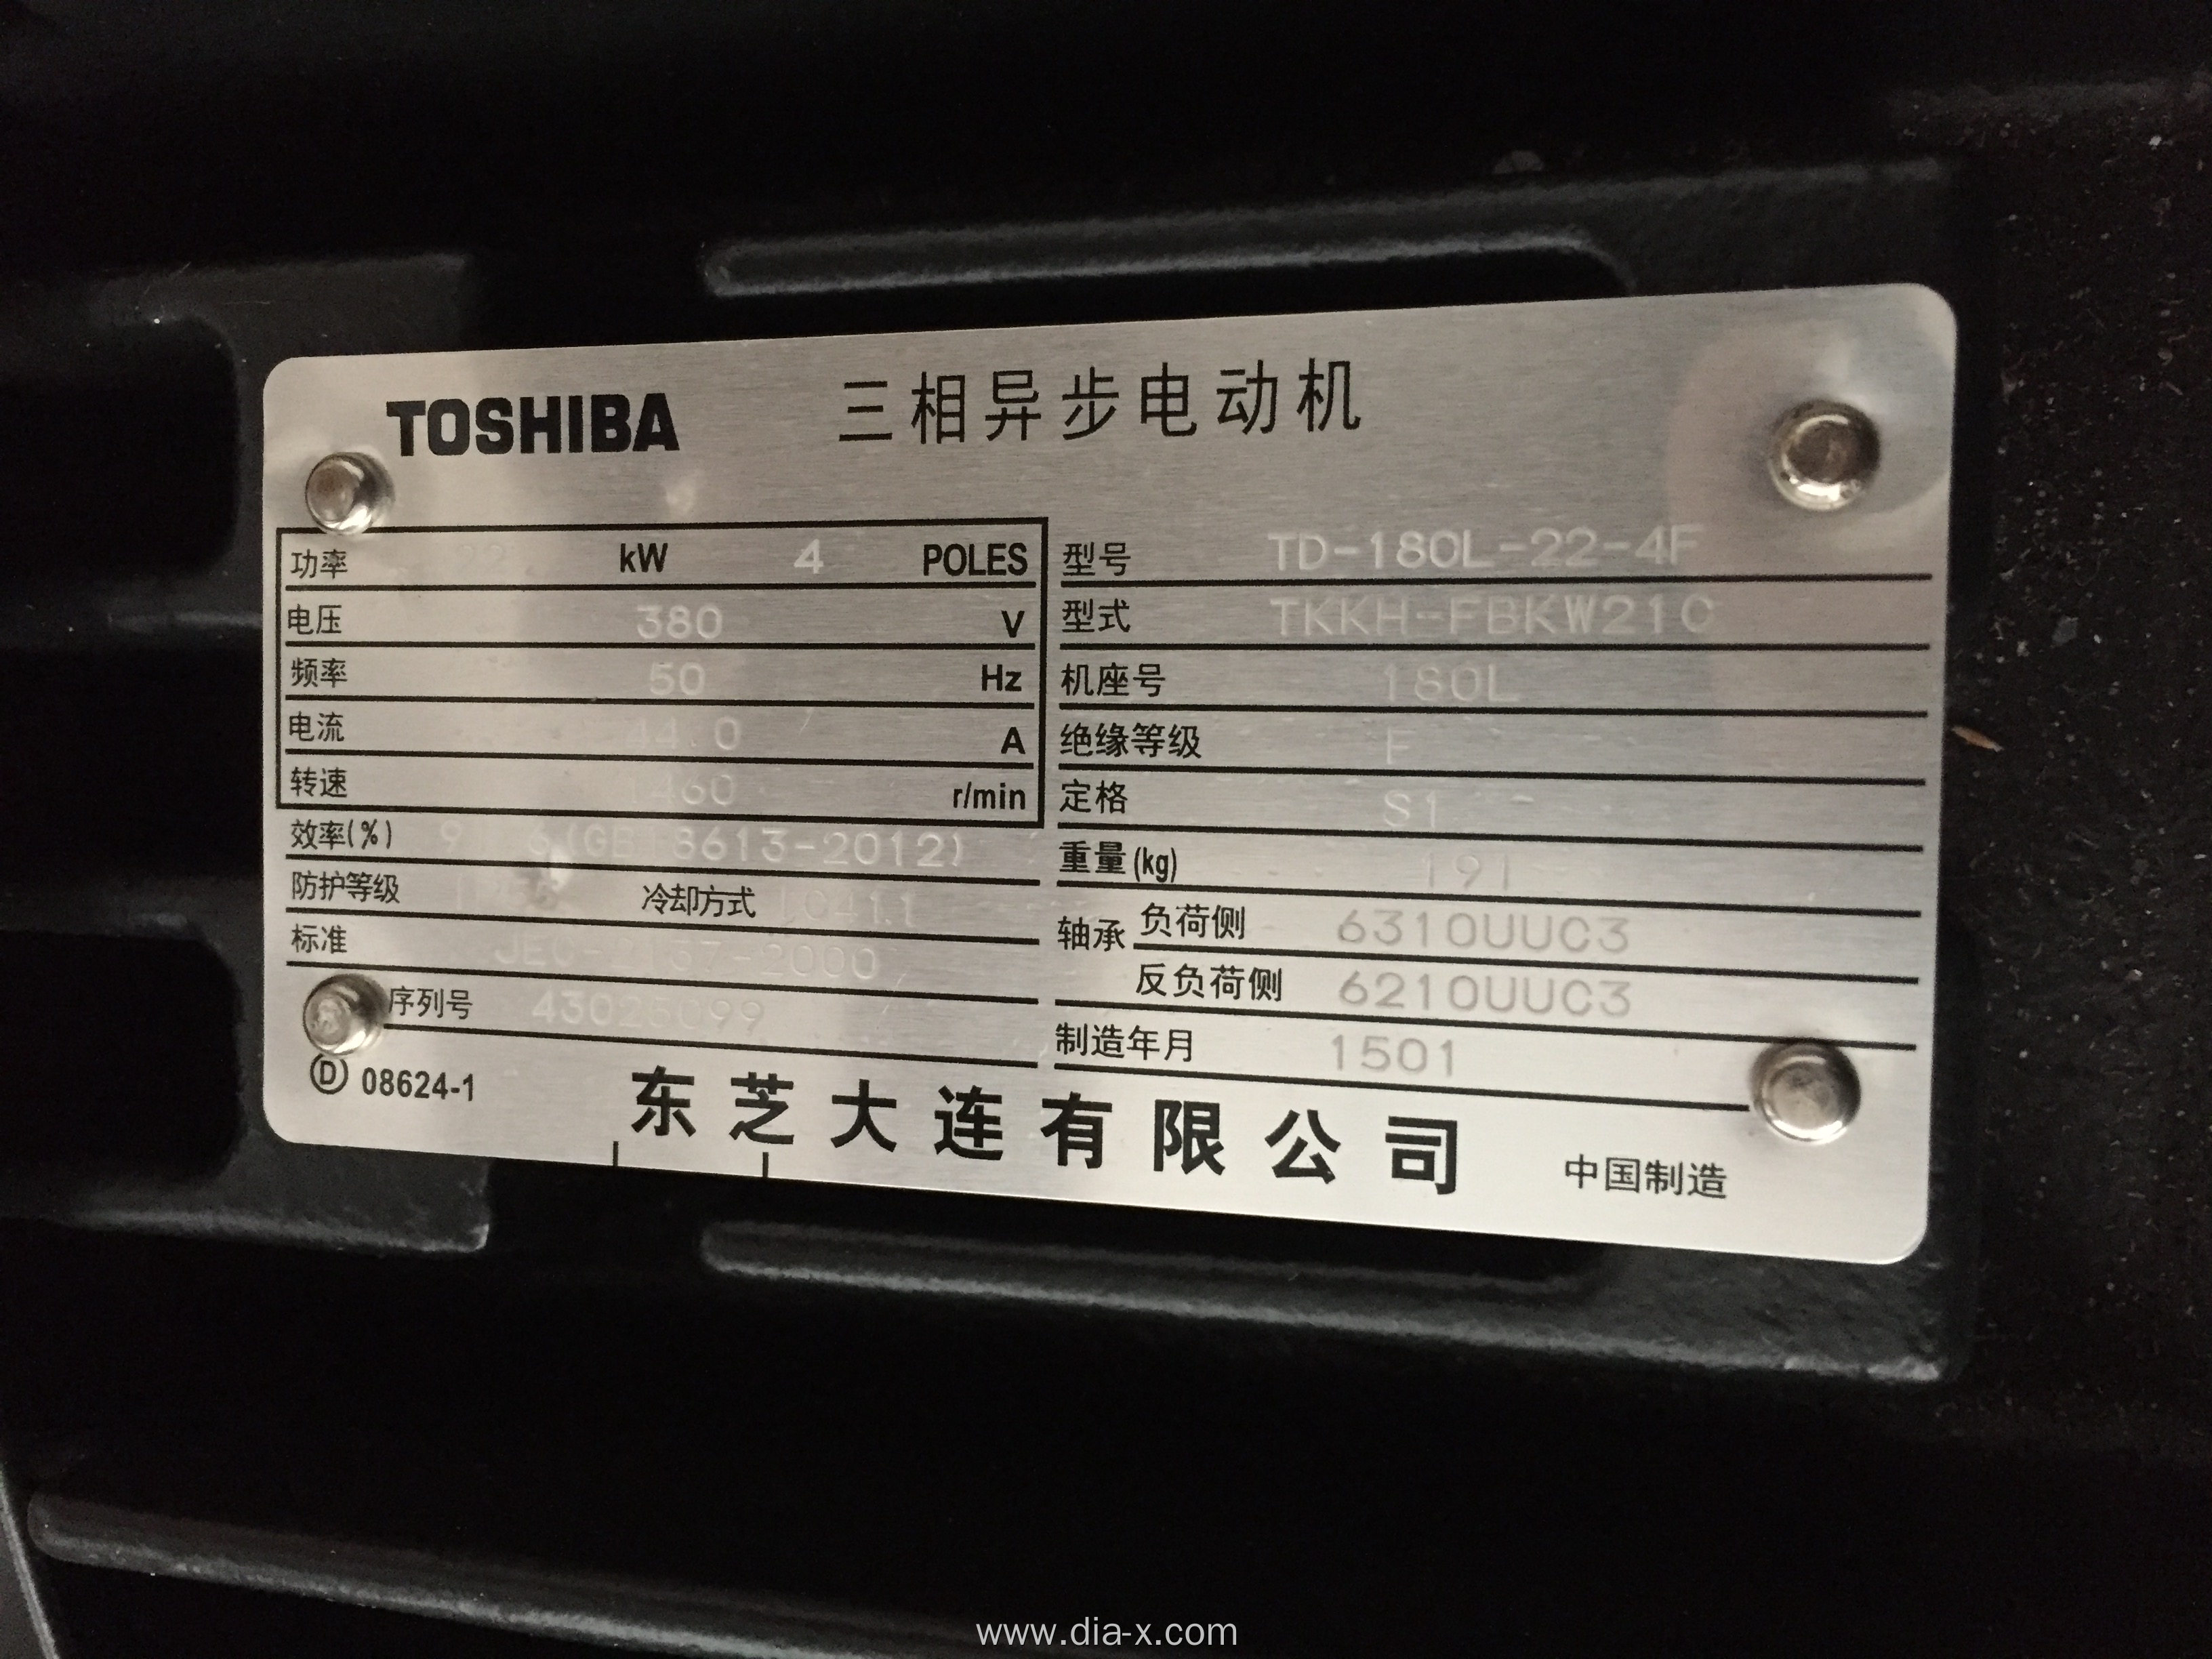 TOSHIBA 三相异步电动机
功率 22 kW 4 POLES
电压 380 V
频率 50 Hz
电流 44.0 A
转速 1460 r/min
效率(%) (GB18613-2012)
防护等级 冷却方式
标准
序列号
型号 TD-180L-22-4F
型式 TKKH-FBKW21C
机座号 180L
绝缘等级 F
定格 S1
重量(kg) 191
轴承 负荷侧 6310UUC3
反负荷侧 6210UUC3
制造年月 1501
Ⓓ 08624-1
东芝大连有限公司
中国制造
www.dia-x.com